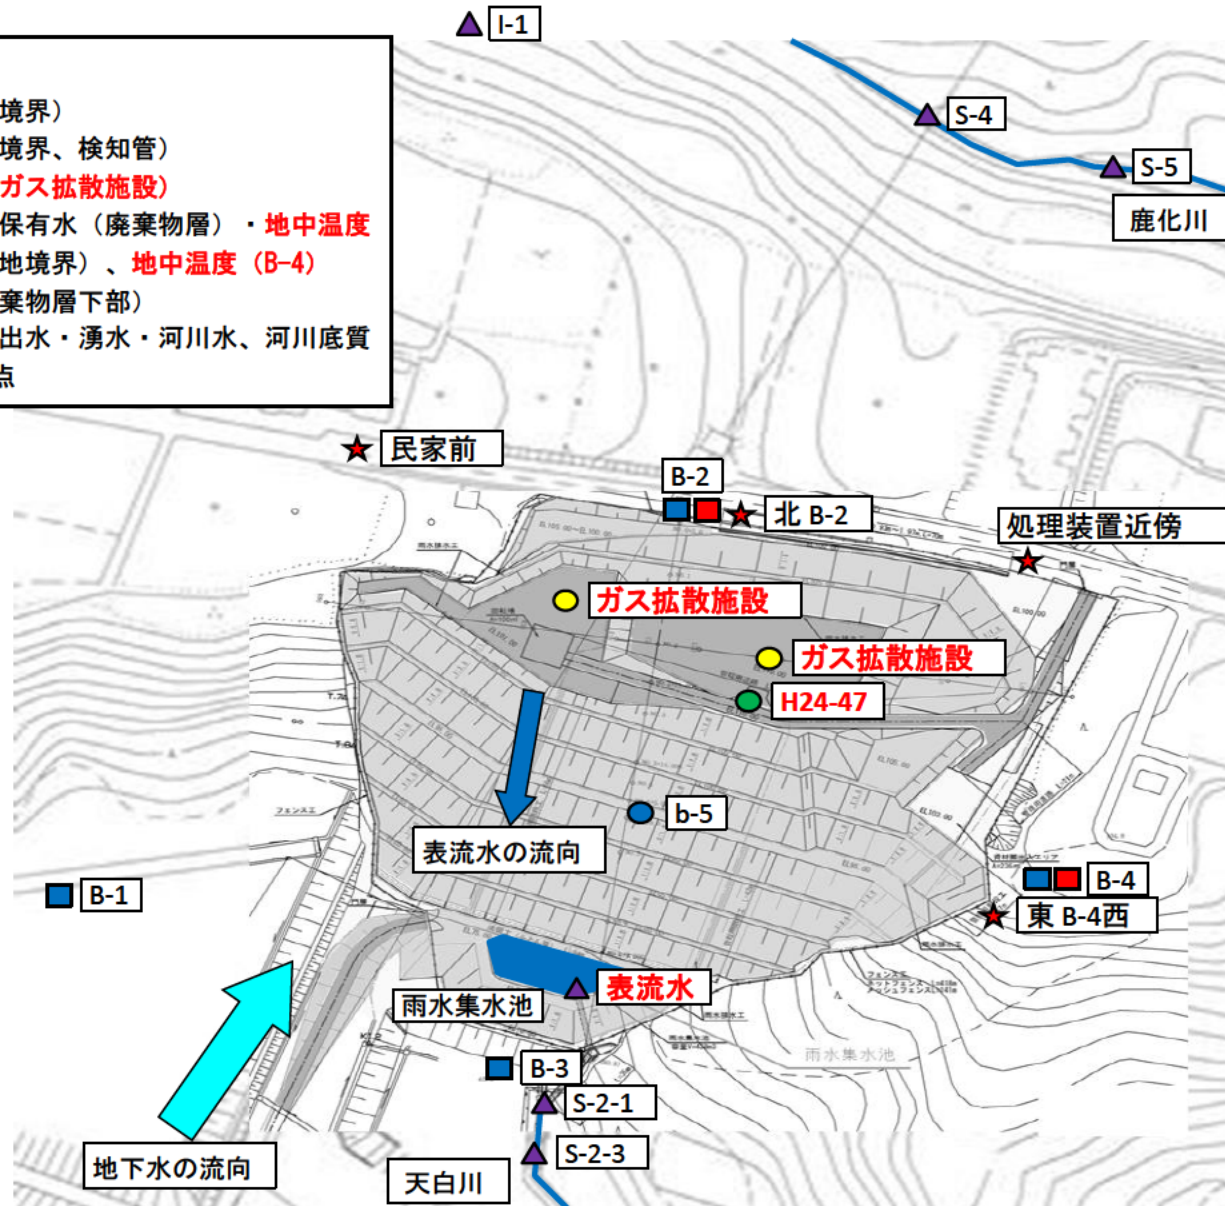 I-1
境界)
境界、検知管)
ガス拡散施設)
保有水（廃棄物層）・地中温度
地境界）、地中温度（B-4）
棄物層下部)
出水・湧水・河川水、河川底質
点
S-4
S-5
鹿化川
民家前
B-2
北 B-2
処理装置近傍
ガス拡散施設
ガス拡散施設
H24-47
b-5
表流水の流向
B-1
B-4
東 B-4西
表流水
雨水集水池
雨水集水池
B-3
S-2-1
S-2-3
地下水の流向
天白川